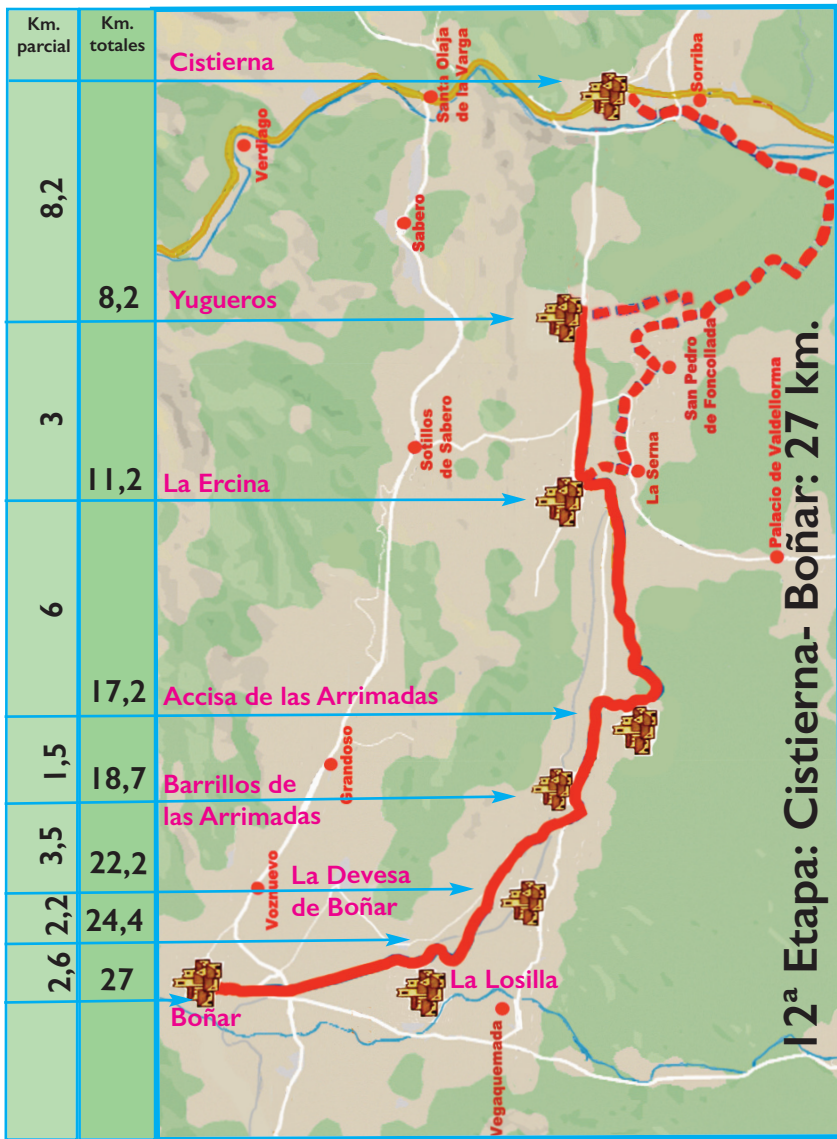 Km.
parcial
Km.
totales
Cistierna
8,2
8,2
Yugueros
3
11,2
La Ercina
6
17,2
Accisa de las Arrimadas
1,5
18,7
Barrillos de
las Arrimadas
3,5
22,2
La Devesa
de Boñar
2,2
24,4
La Losilla
2,6
27
Boñar
Verdiago
Santa Olaja
de la Varga
Sorriba
Sabero
Sotillos
de Sabero
San Pedro
de Foncollada
La Serna
Palacio de Valdellorma
Grandoso
Voznuevo
Vegaquemada
12ª Etapa: Cistierna- Boñar: 27 km.